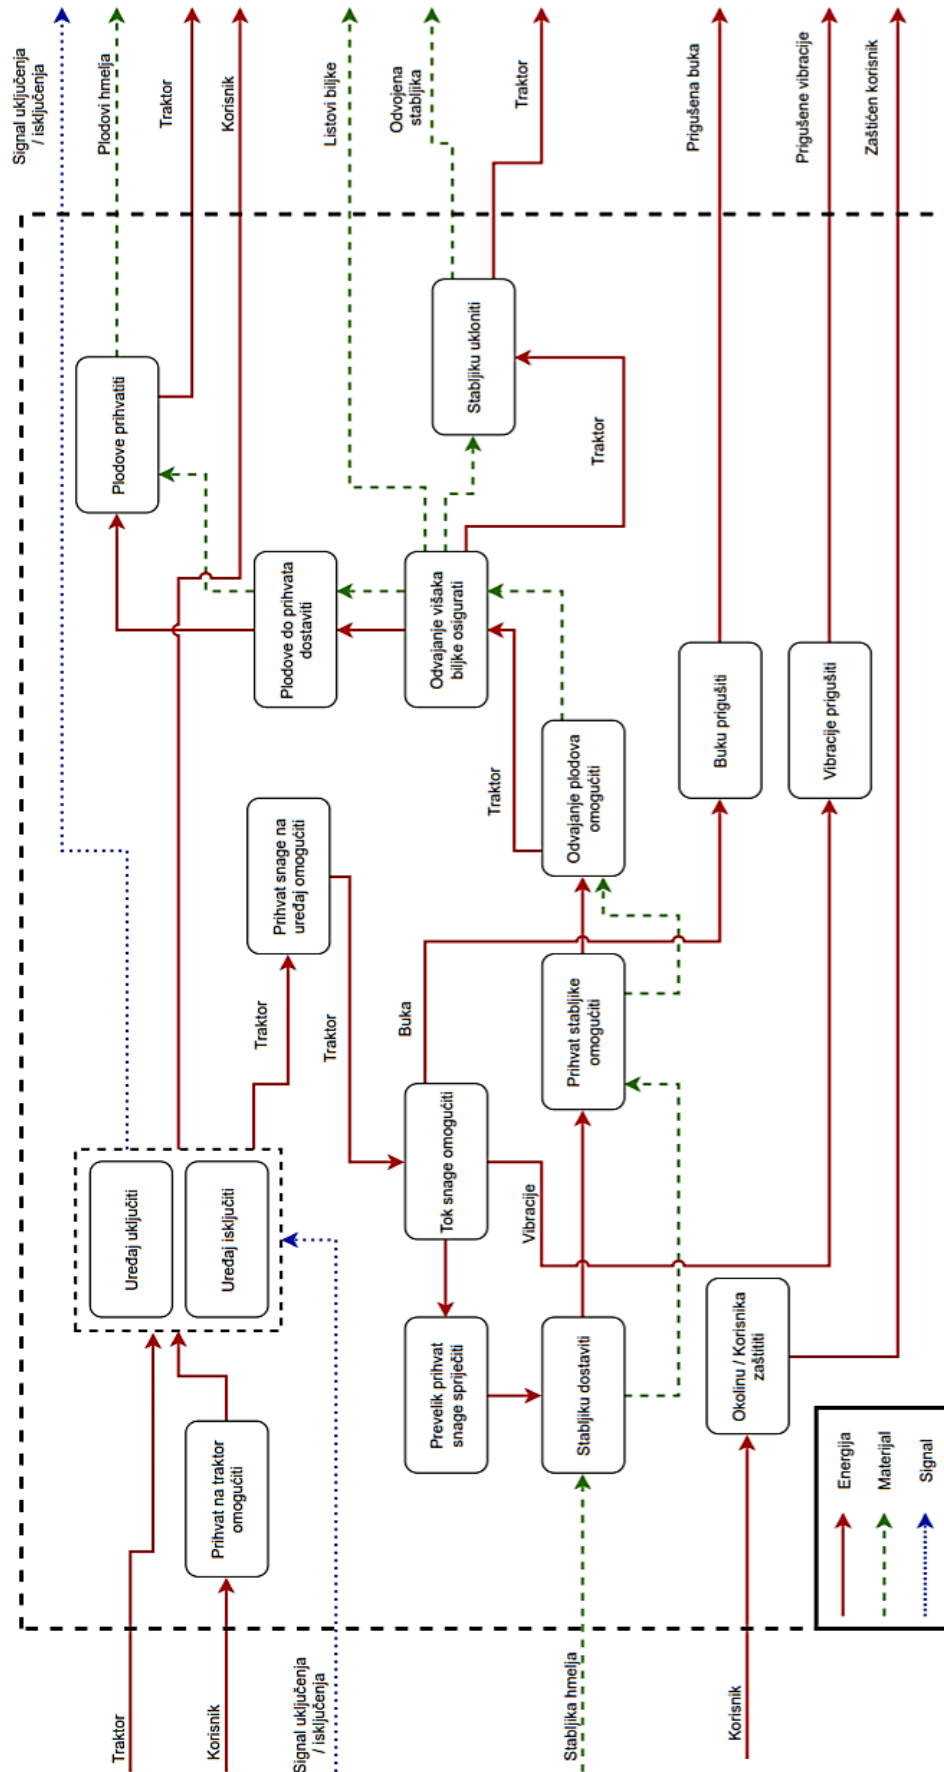 Traktor
Korisnik
Signal uključenja
/ isključenja
Stabljika hmelja
Korisnik
Prihvat na traktor
omogućiti
Uređaj uključiti
Uređaj isključiti
Traktor
Prihvat snage na
uređaj omogućiti
Traktor
Prevelik prihvat
snage spriječiti
Tok snage omogućiti
Buka
Vibracije
Stabljiku dostaviti
Prihvat stabljike
omogućiti
Odvajanje plodova
omogućiti
Traktor
Odvajanje višaka
biljke osigurati
Plodove do prihvata
dostaviti
Plodove prihvatiti
Stabljiku ukloniti
Traktor
Okolinu / Korisnika
zaštititi
Buku prigušiti
Vibracije prigušiti
Signal uključenja
/ isključenja
Plodovi hmelja
Traktor
Korisnik
Listovi biljke
Odvojena
stabljika
Traktor
Prigušena buka
Prigušene vibracije
Zaštićen korisnik
Energija
Materijal
Signal